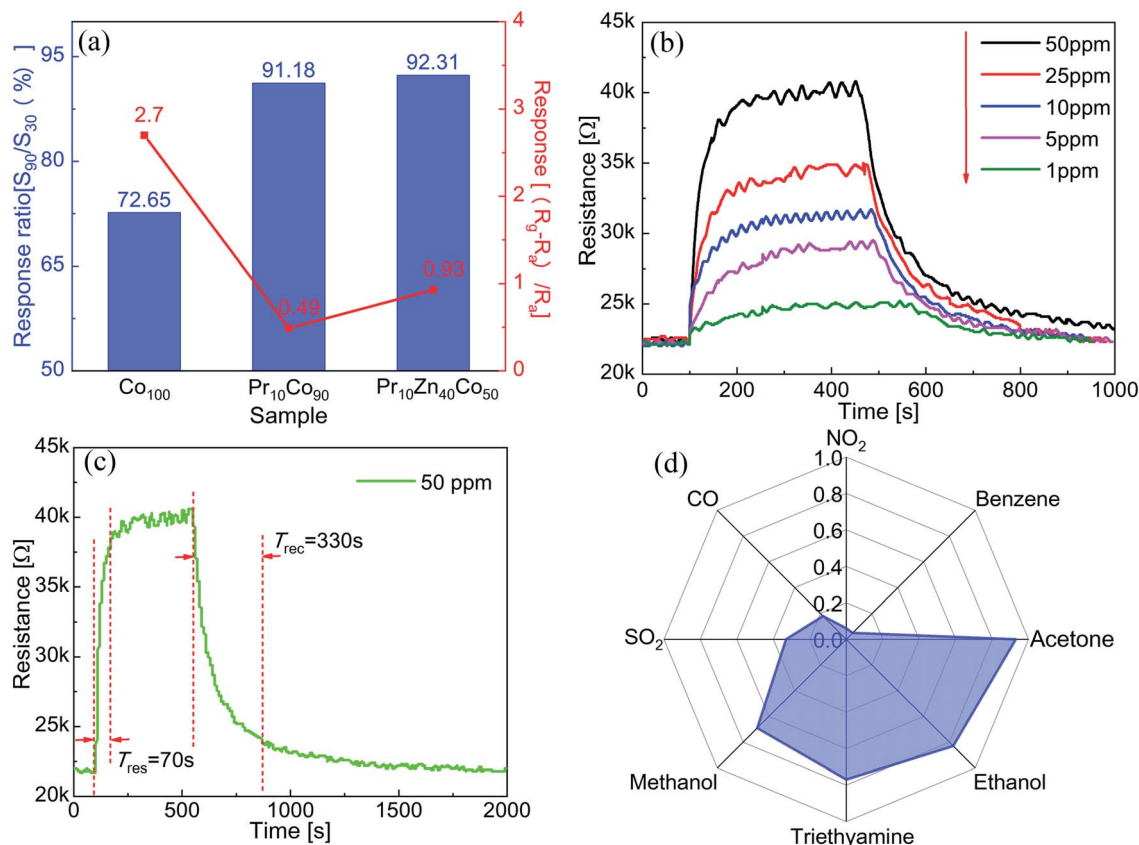 (a)
Response ratio[S90/S30 (%) ]
95
80
65
50
72.65
91.18
92.31
2.7
0.49
0.93
4
3
2
1
0
Response [ (Rg-Ra) /Ra]
Co100
Pr10Co90
Pr10Zn40Co50
Sample
(b)
Resistance [Ω]
45k
40k
35k
30k
25k
20k
50ppm
25ppm
10ppm
5ppm
1ppm
0
200
400
600
800
1000
Time [s]
(c)
Resistance [Ω]
45k
40k
35k
30k
25k
20k
50 ppm
Trec=330s
Tres=70s
0
500
1000
1500
2000
Time [s]
(d)
NO2
1.0
0.8
0.6
0.4
0.2
0.0
CO
Benzene
SO2
Acetone
Methanol
Ethanol
Triethyamine